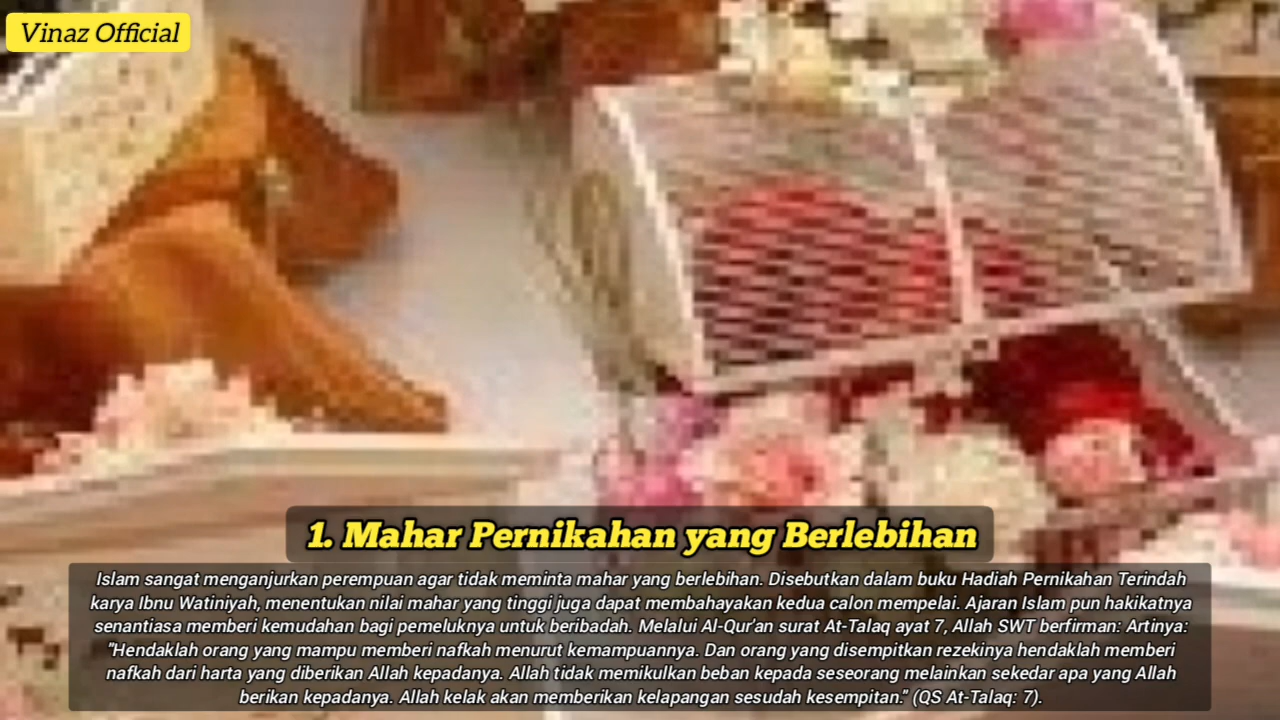 Vinaz Official
1. Mahar Pernikahan yang Berlebihan
Islam sangat menganjurkan perempuan agar tidak meminta mahar yang berlebihan. Disebutkan dalam buku Hadiah Pernikahan Terindah
karya Ibnu Watiniyah, menentukan nilai mahar yang tinggi juga dapat membahayakan kedua calon mempelai. Ajaran Islam pun hakikatnya
senantiasa memberi kemudahan bagi pemeluknya untuk beribadah. Melalui Al-Qur'an surat At-Talaq ayat 7, Allah SWT berfirman: Artinya:
"Hendaklah orang yang mampu memberi nafkah menurut kemampuannya. Dan orang yang disempitkan rezekinya hendaklah memberi
nafkah dari harta yang diberikan Allah kepadanya. Allah tidak memikulkan beban kepada seseorang melainkan sekedar apa yang Allah
berikan kepadanya. Allah kelak akan memberikan kelapangan sesudah kesempitan." (QS At-Talaq: 7).